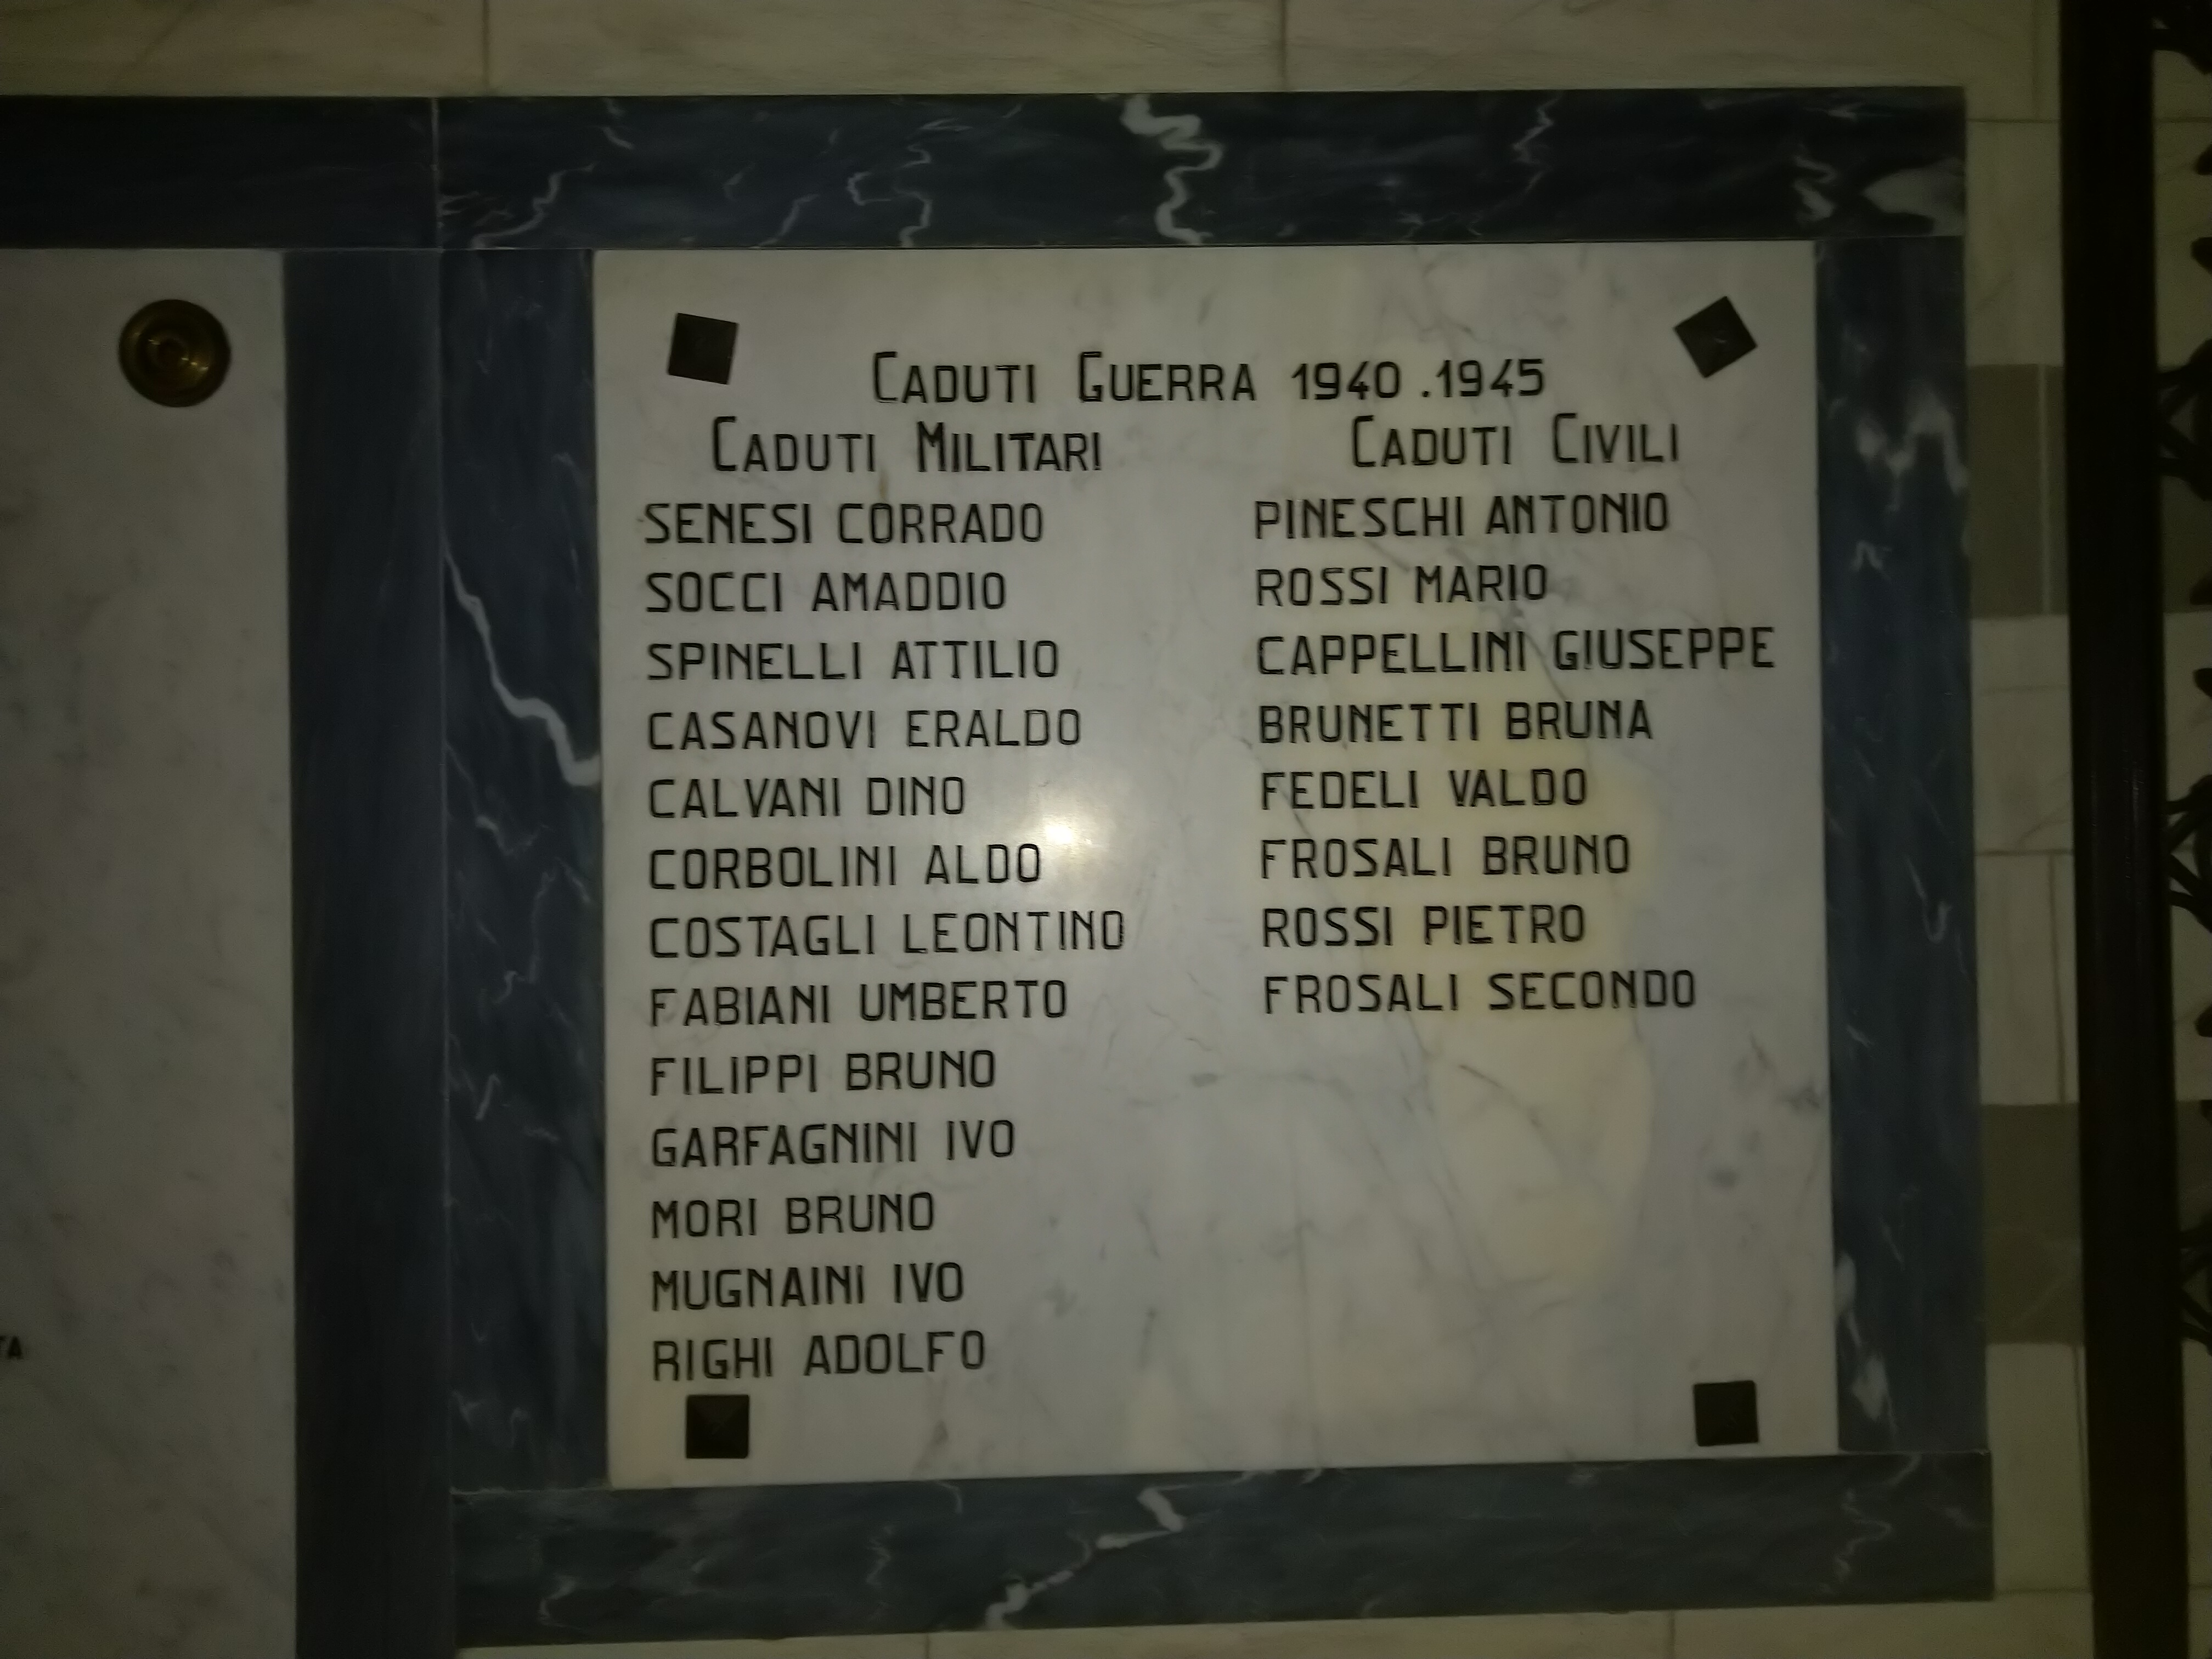 CADUTI GUERRA 1940.1945
CADUTI MILITARI
SENESI CORRADO
SOCCI AMADDIO
SPINELLI ATTILIO
CASANOVI ERALDO
CALVANI DINO
CORBOLINI ALDO
COSTAGLI LEONTINO
FABIANI UMBERTO
FILIPPI BRUNO
GARFAGNINI IVO
MORI BRUNO
MUGNAINI IVO
RIGHI ADOLFO
CADUTI CIVILI
PINESCHI ANTONIO
ROSSI MARIO
CAPPELLINI GIUSEPPE
BRUNETTI BRUNA
FEDELI VALDO
FROSALI BRUNO
ROSSI PIETRO
FROSALI SECONDO